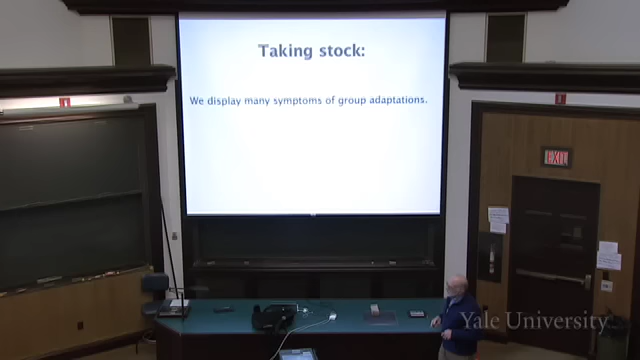 Taking stock:
We display many symptoms of group adaptations.
EXIT
Yale University